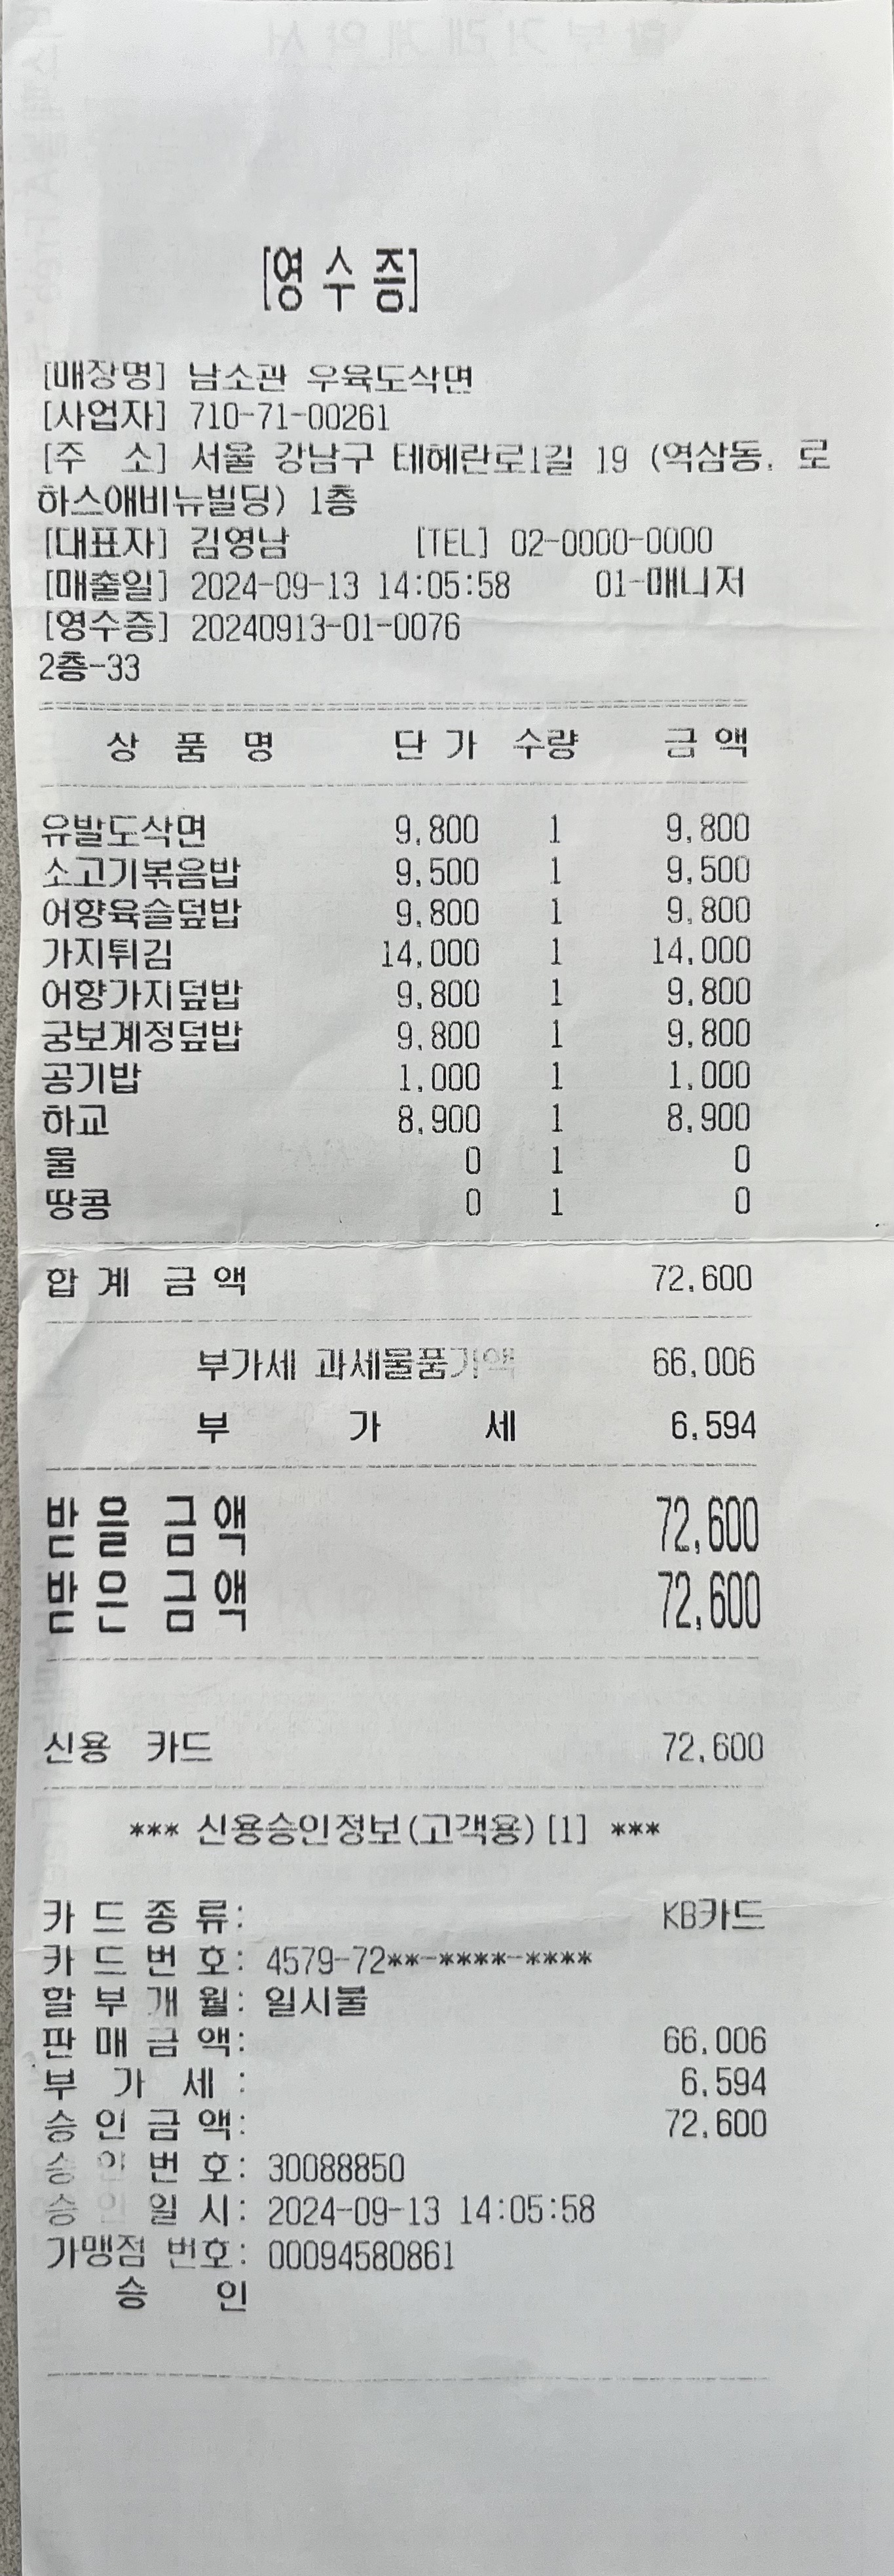 [영수증]
[매장명] 남소관 우육도삭면
[사업자] 710-71-00261
[주 소] 서울 강남구 테헤란로1길 19 (역삼동, 로
하스애비뉴빌딩) 1층
[대표자] 김영남 [TEL] 02-0000-0000
[매출일] 2024-09-13 14:05:58 01-매니저
[영수증] 20240913-01-0076
2층-33
상 품 명 단 가 수량 금 액
유발도삭면 9,800 1 9,800
소고기볶음밥 9,500 1 9,500
어향육슬덮밥 9,800 1 9,800
가지튀김 14,000 1 14,000
어향가지덮밥 9,800 1 9,800
궁보계정덮밥 9,800 1 9,800
공기밥 1,000 1 1,000
하교 8,900 1 8,900
물 0 1 0
땅콩 0 1 0
합 계 금 액 72,600
부가세 과세물품가액 66,006
부 가 세 6,594
받 을 금 액 72,600
받 은 금 액 72,600
신용 카드 72,600
*** 신용승인정보(고객용)[1] ***
카 드 종 류: KB카드
카 드 번 호: 4579-72**-****-****
할 부 개 월: 일시불
판 매 금 액: 66,006
부 가 세 : 6,594
승 인 금 액: 72,600
승 인 번 호: 30088850
승 인 일 시: 2024-09-13 14:05:58
가맹점 번호: 00094580861
승 인